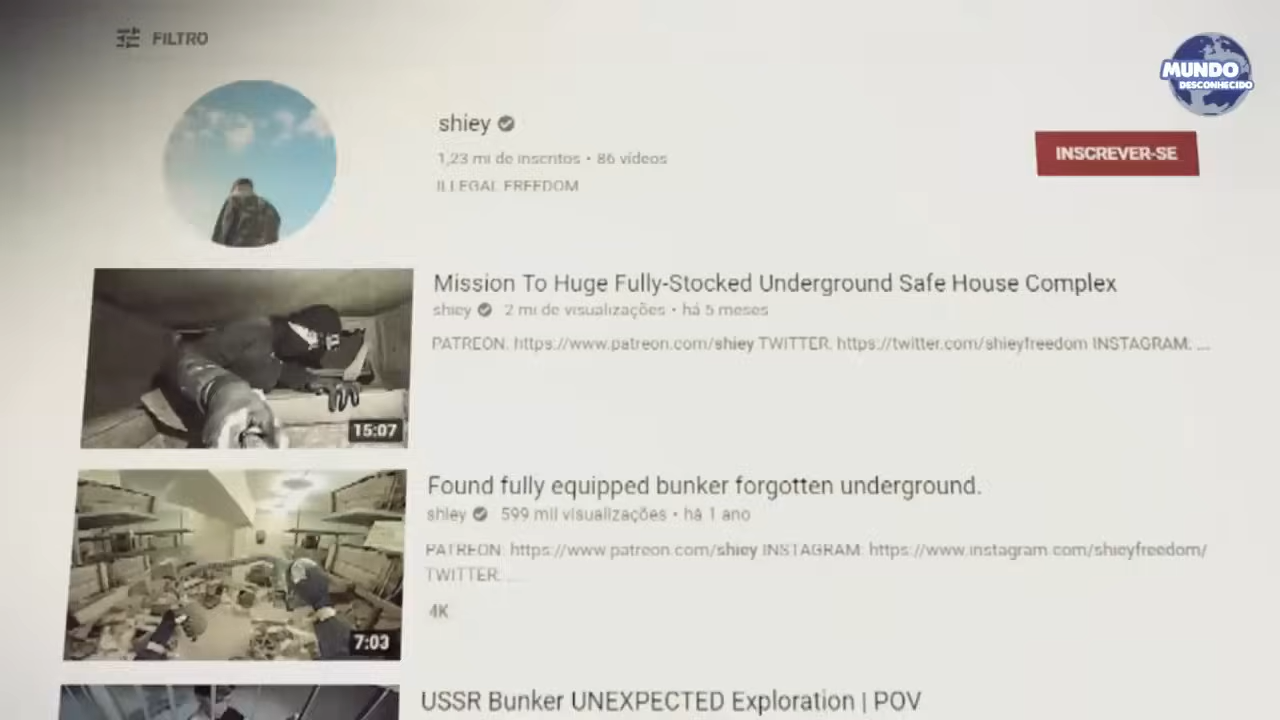 FILTRO
MUNDO
DESCONHECIDO
shiey
1,23 mi de inscritos • 86 vídeos
ILLEGAL FREEDOM
INSCREVER-SE
Mission To Huge Fully-Stocked Underground Safe House Complex
shiey 2 mi de visualizações • há 5 meses
PATREON: https://www.patreon.com/shiey TWITTER: https://twitter.com/shieyfreedom INSTAGRAM: ...
15:07
Found fully equipped bunker forgotten underground.
shiey 599 mil visualizações • há 1 ano
PATREON: https://www.patreon.com/shiey INSTAGRAM: https://www.instagram.com/shieyfreedom/
TWITTER: ...
4K
7:03
USSR Bunker UNEXPECTED Exploration | POV